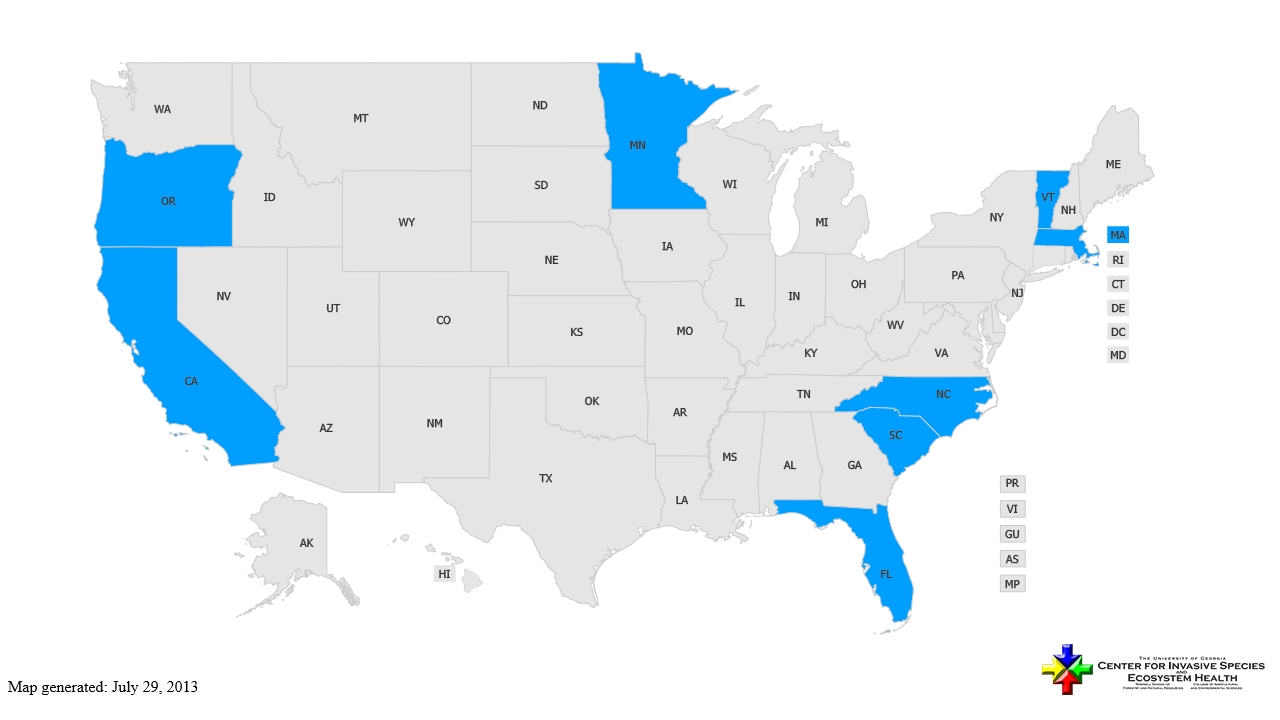 WA
MT
ND
MN
OR
ID
SD
WI
ME
WY
MI
VT
NH
NY
IA
MA
NE
RI
NV
UT
CO
IL
IN
OH
PA
NJ
CT
DE
KS
MO
WV
DC
KY
VA
MD
CA
TN
NC
OK
AR
AZ
NM
SC
MS
AL
GA
TX
LA
PR
VI
AK
GU
HI
FL
AS
MP
Map generated: July 29, 2013
The University of Georgia
Center for Invasive Species
and
Ecosystem Health
Warnell School of
Forestry and Natural Resources
College of Agricultural
and Environmental Sciences